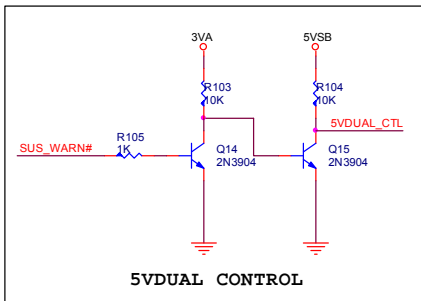 3VA
5VSB
R103
10K
R104
10K
5VDUAL_CTL
R105
1K
SUS_WARN#
Q14
2N3904
Q15
2N3904
5VDUAL CONTROL